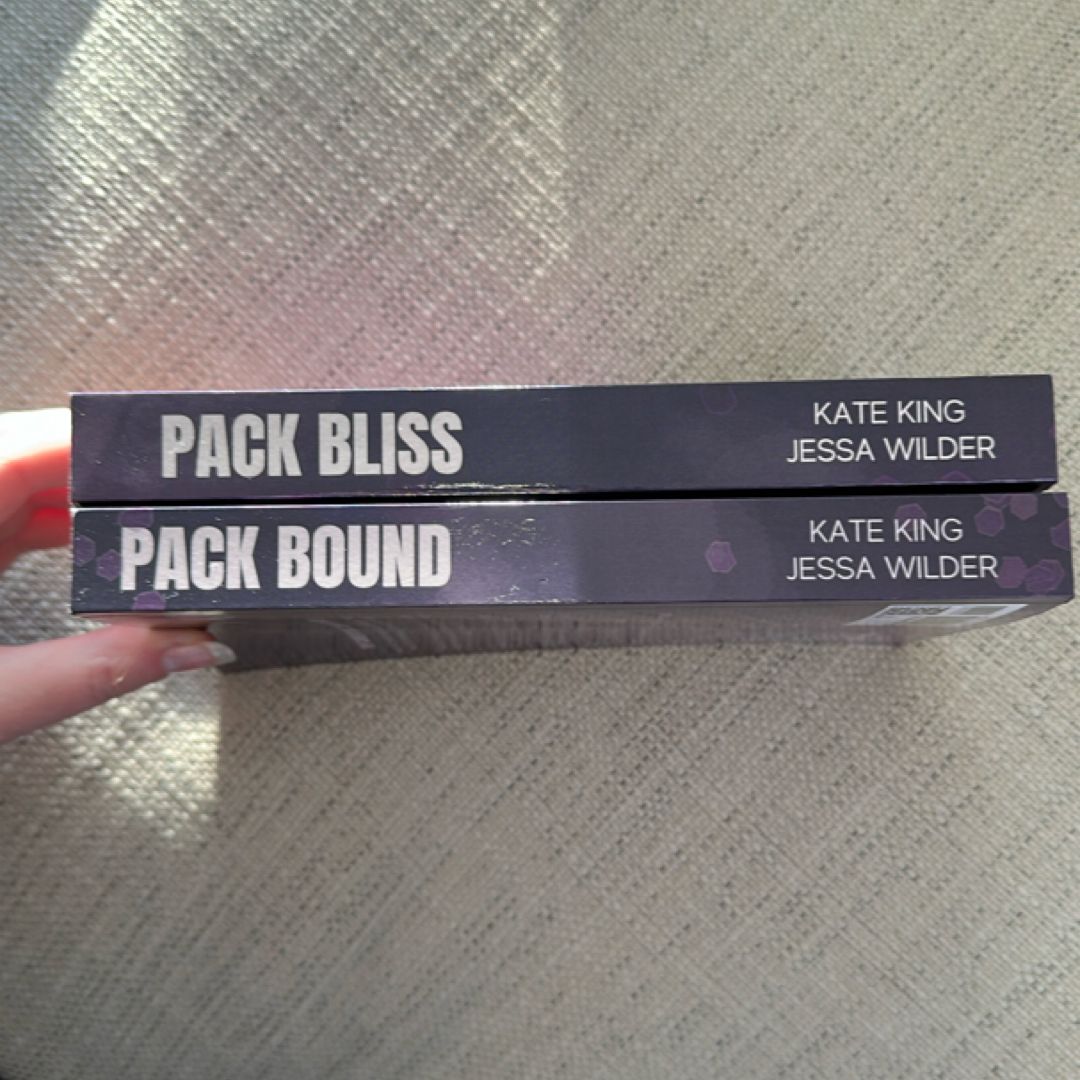 PACK BLISS
KATE KING
JESSA WILDER
PACK BOUND
KATE KING
JESSA WILDER